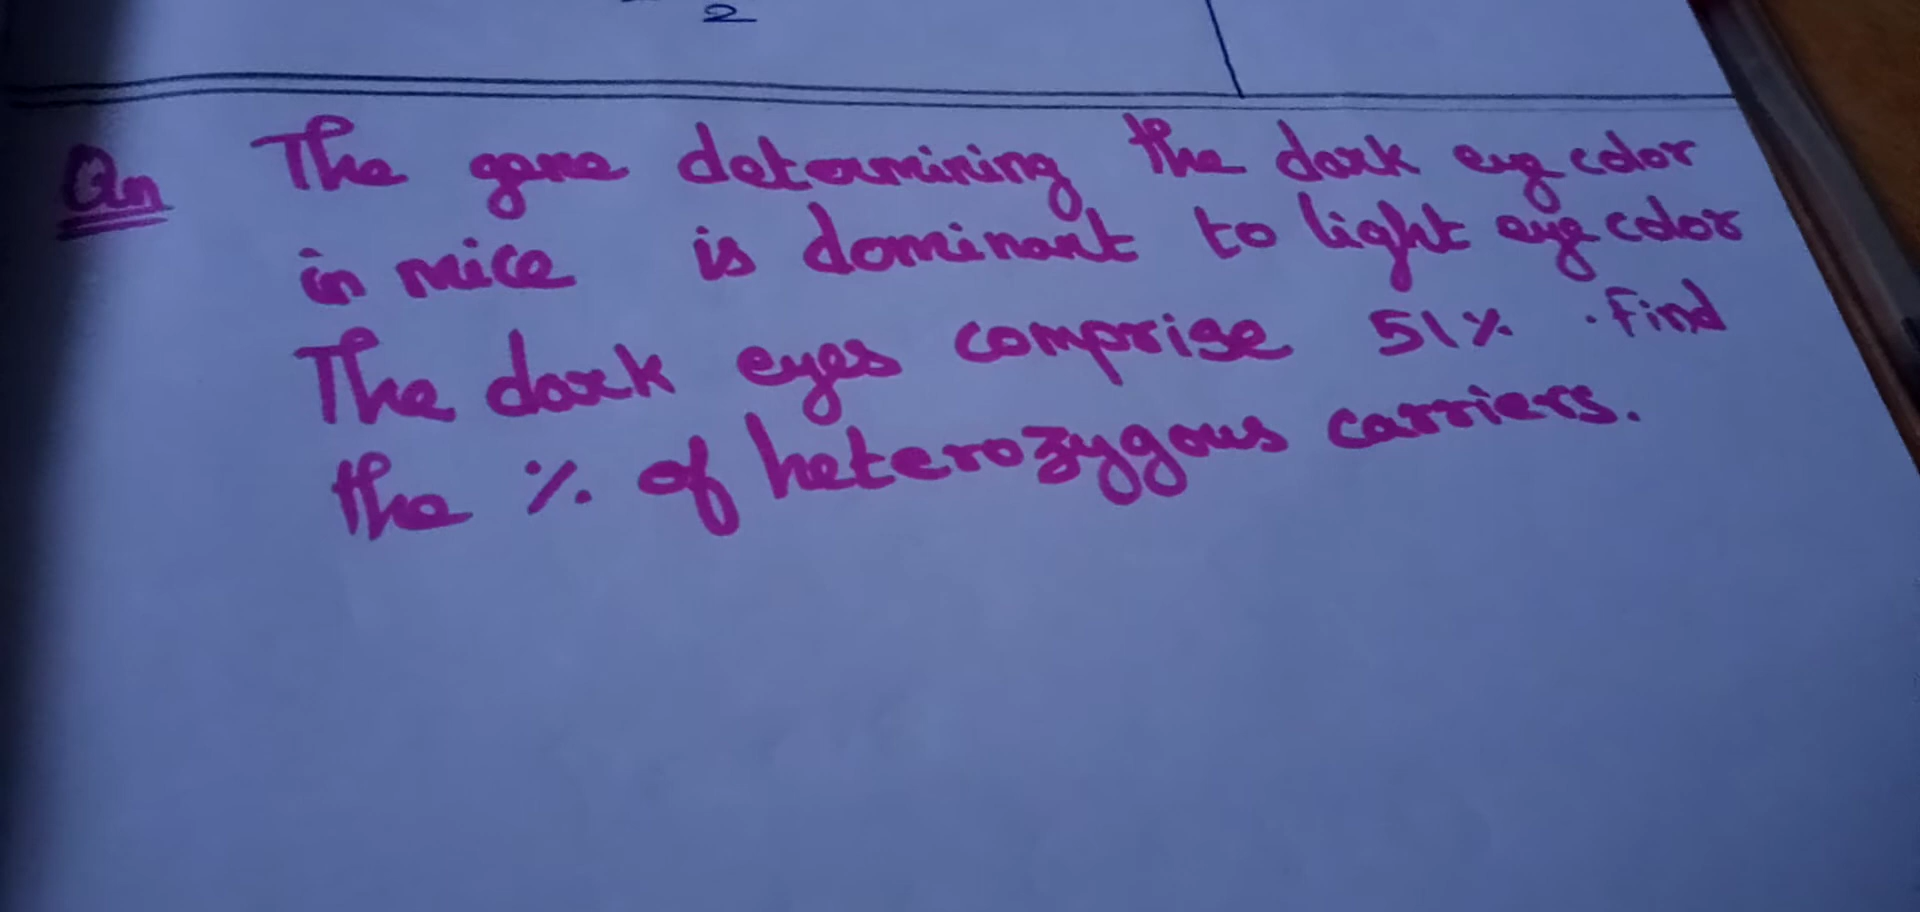 2
Qn The gene determining the dark eye color
in mice is dominant to light eye color
The dark eyes comprise 51% . Find
the % of heterozygous carriers.